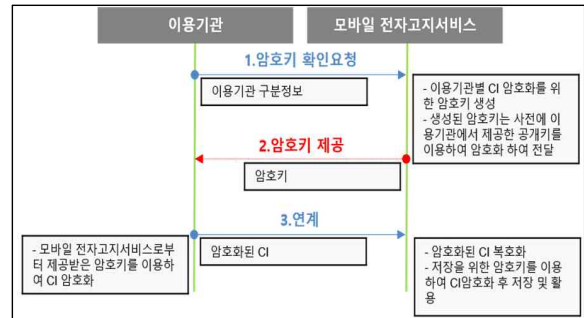 이용기관
모바일 전자고지서비스
1.암호키 확인요청
이용기관 구분정보
- 이용기관별 CI 암호화를 위
한 암호키 생성
- 생성된 암호키는 사전에 이
용기관에서 제공한 공개키를
이용하여 암호화 하여 전달
2.암호키 제공
암호키
3.연계
- 모바일 전자고지서비스로부
터 제공받은 암호키를 이용하
여 CI 암호화
암호화된 CI
- 암호화된 CI 복호화
- 저장을 위한 암호키를 이용
하여 CI암호화 후 저장 및 활
용